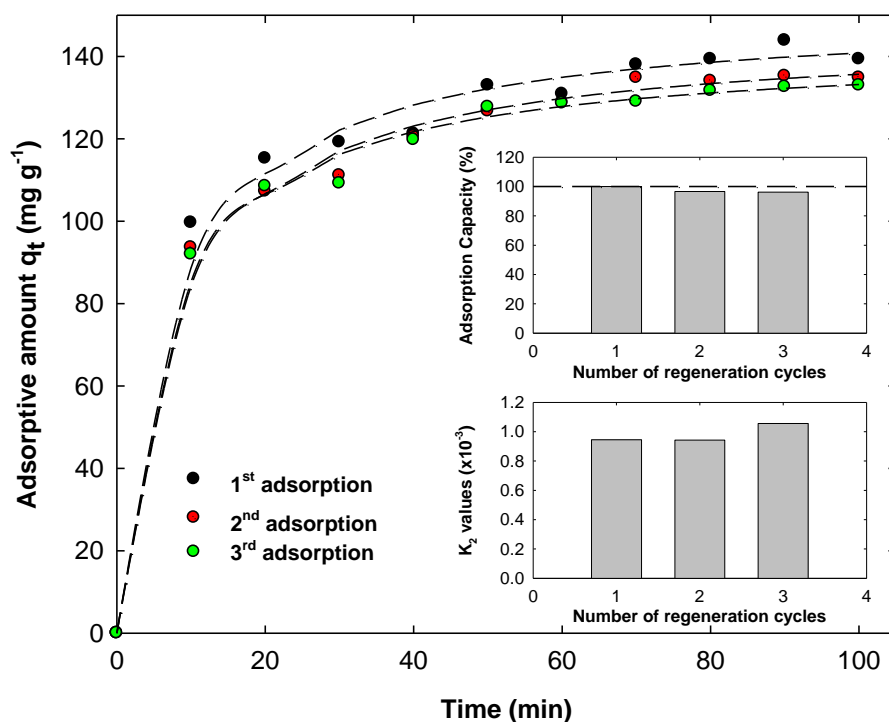 Adsorptive amount qt (mg g-1)
140
120
100
80
60
40
20
0
0 20 40 60 80 100
Time (min)
1st adsorption
2nd adsorption
3rd adsorption
Adsorption Capacity (%)
120
100
80
60
40
20
0
0 1 2 3 4
Number of regeneration cycles
K2 values (x10-3)
1.2
1.0
0.8
0.6
0.4
0.2
0.0
0 1 2 3 4
Number of regeneration cycles